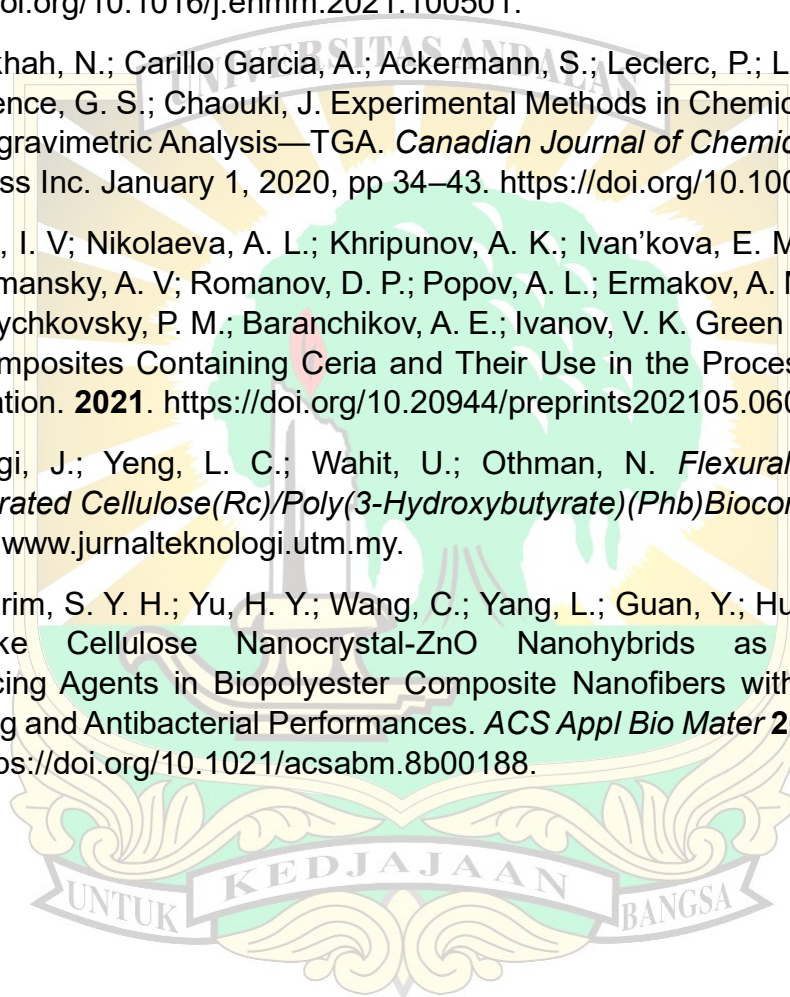 oi.org/10.1016/j.enmm.2021.100501.
UNIVERSITAS ANDALAS
khah, N.; Carillo Garcia, A.; Ackermann, S.; Leclerc, P.; L
ence, G. S.; Chaouki, J. Experimental Methods in Chemic
gravimetric Analysis—TGA. Canadian Journal of Chemic
ss Inc. January 1, 2020, pp 34–43. https://doi.org/10.100
, I. V; Nikolaeva, A. L.; Khripunov, A. K.; Ivan’kova, E. M
mansky, A. V; Romanov, D. P.; Popov, A. L.; Ermakov, A. M
ychkovsky, P. M.; Baranchikov, A. E.; Ivanov, V. K. Green
mposites Containing Ceria and Their Use in the Proces
ation. 2021. https://doi.org/10.20944/preprints202105.060
gi, J.; Yeng, L. C.; Wahit, U.; Othman, N. Flexural
rated Cellulose(Rc)/Poly(3-Hydroxybutyrate)(Phb)Biocor
www.jurnalteknologi.utm.my.
rim, S. Y. H.; Yu, H. Y.; Wang, C.; Yang, L.; Guan, Y.; Hu
ke Cellulose Nanocrystal-ZnO Nanohybrids as
cing Agents in Biopolyester Composite Nanofibers with
g and Antibacterial Performances. ACS Appl Bio Mater 2
ps://doi.org/10.1021/acsabm.8b00188.
UNTUK KEDJAJAAN BANGSA